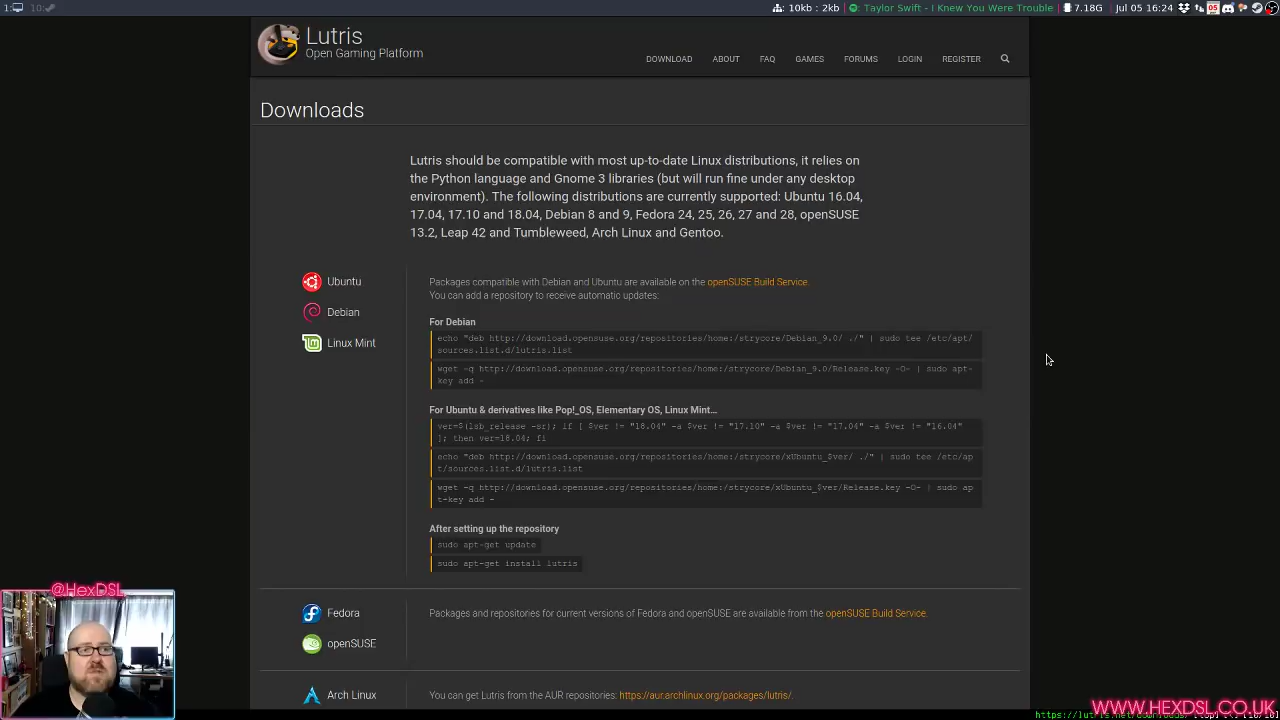 1: 10:
10kb : 2kb Taylor Swift - I Knew You Were Trouble 7.18G Jul 05 16:24 05
Lutris
Open Gaming Platform
DOWNLOAD ABOUT FAQ GAMES FORUMS LOGIN REGISTER
Downloads
Lutris should be compatible with most up-to-date Linux distributions, it relies on
the Python language and Gnome 3 libraries (but will run fine under any desktop
environment). The following distributions are currently supported: Ubuntu 16.04,
17.04, 17.10 and 18.04, Debian 8 and 9, Fedora 24, 25, 26, 27 and 28, openSUSE
13.2, Leap 42 and Tumbleweed, Arch Linux and Gentoo.
Ubuntu
Debian
Linux Mint
Packages compatible with Debian and Ubuntu are available on the openSUSE Build Service.
You can add a repository to receive automatic updates:
For Debian
echo "deb http://download.opensuse.org/repositories/home:/strycore/Debian_9.0/ ./" | sudo tee /etc/apt/
sources.list.d/lutris.list
wget -q http://download.opensuse.org/repositories/home:/strycore/Debian_9.0/Release.key -O- | sudo apt-
key add -
For Ubuntu & derivatives like Pop!_OS, Elementary OS, Linux Mint...
ver=$(lsb_release -sr); if [ $ver != "18.04" -a $ver != "17.10" -a $ver != "17.04" -a $ver != "16.04"
]; then ver=18.04; fi
echo "deb http://download.opensuse.org/repositories/home:/strycore/xUbuntu_$ver/ ./" | sudo tee /etc/ap
t/sources.list.d/lutris.list
wget -q http://download.opensuse.org/repositories/home:/strycore/xUbuntu_$ver/Release.key -O- | sudo ap
t-key add -
After setting up the repository
sudo apt-get update
sudo apt-get install lutris
Fedora
openSUSE
Packages and repositories for current versions of Fedora and openSUSE are available from the openSUSE Build Service.
Arch Linux
You can get Lutris from the AUR repositories: https://aur.archlinux.org/packages/lutris/.
@HexDSL
WWW.HEXDSL.CO.UK